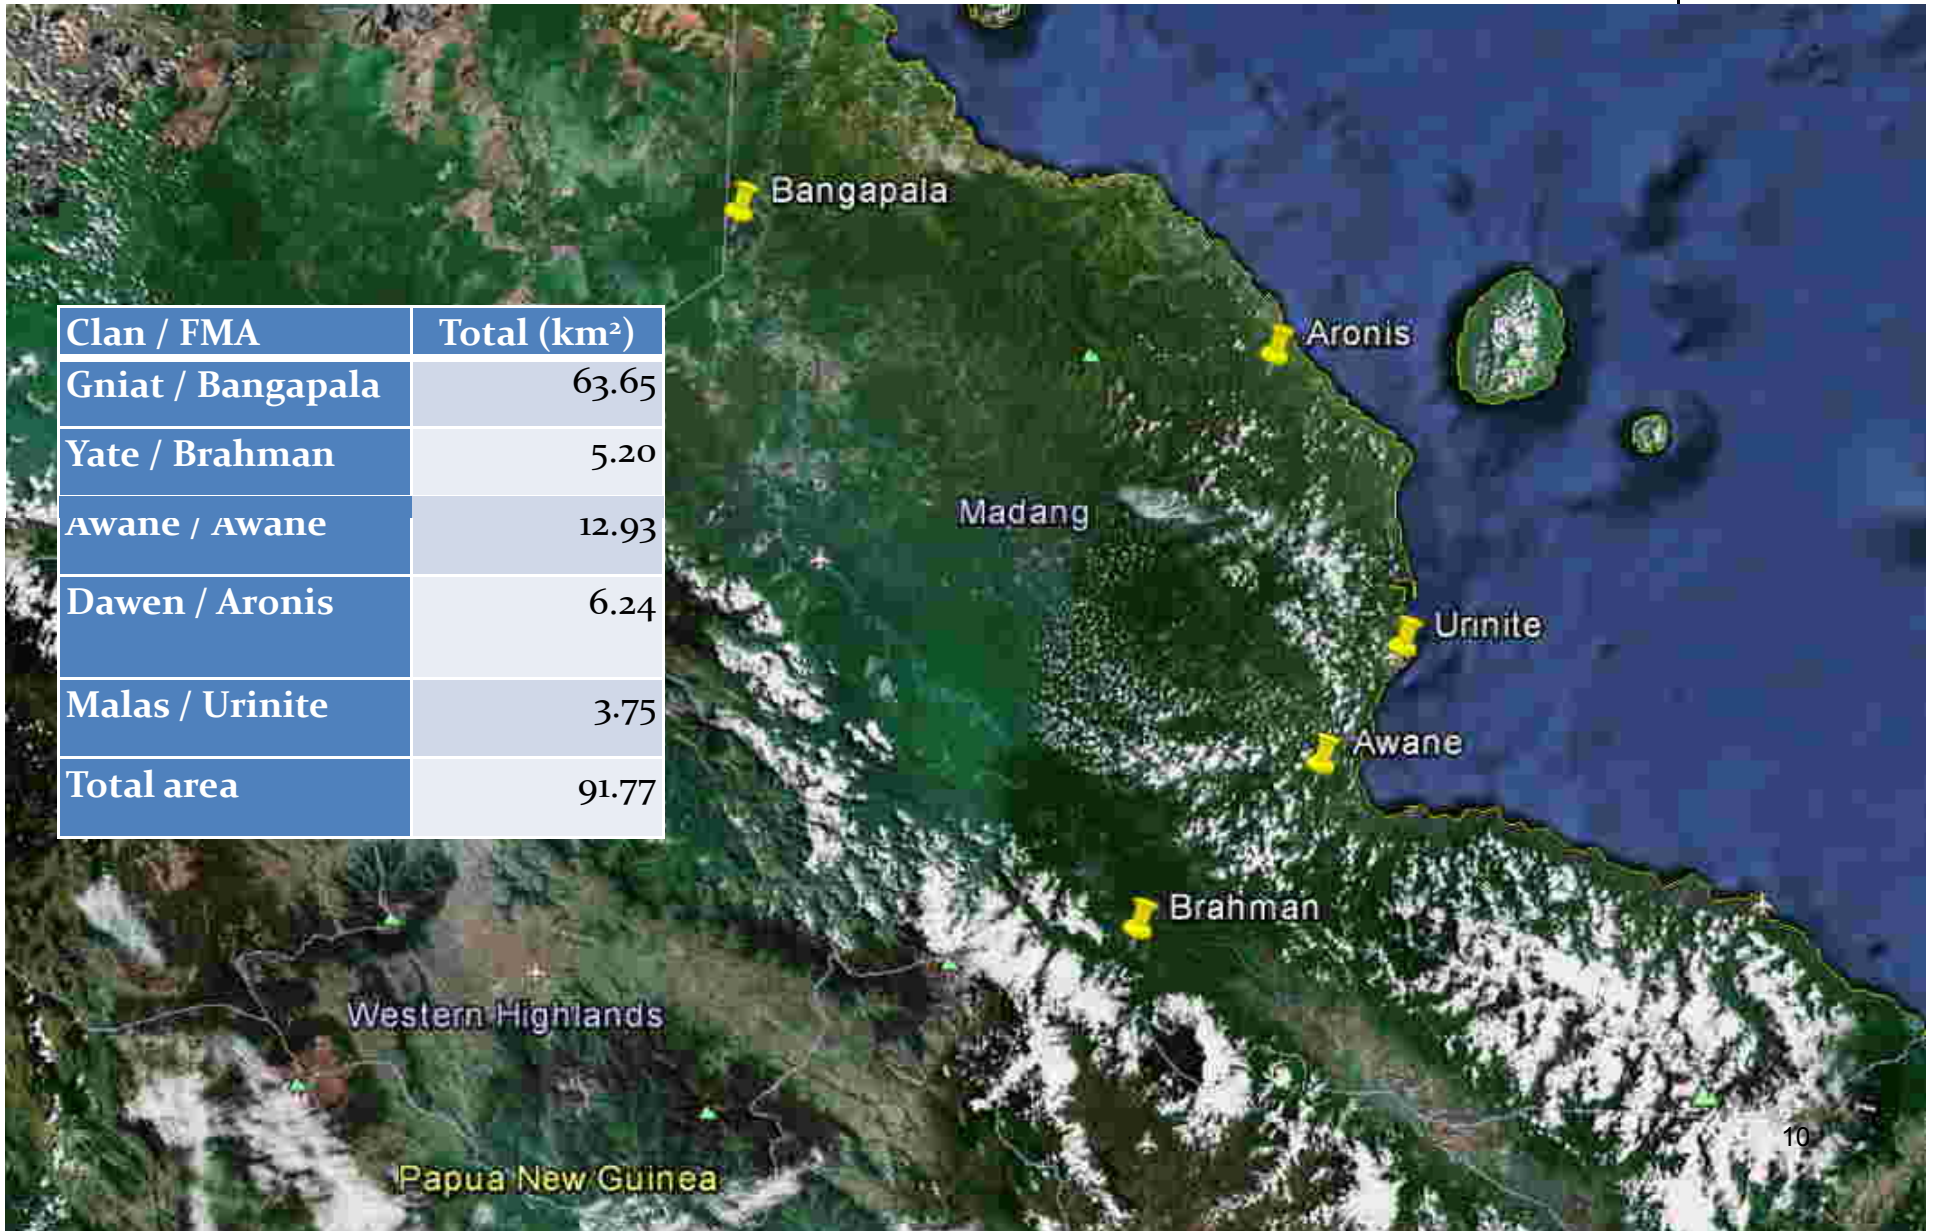 Bangapala
Clan / FMA Total (km²)
Gniat / Bangapala 63.65
Yate / Brahman 5.20
Awane / Awane 12.93
Dawen / Aronis 6.24
Malas / Urinite 3.75
Total area 91.77
Aronis
Madang
Urinite
Awane
Brahman
Western Highlands
Papua New Guinea
10